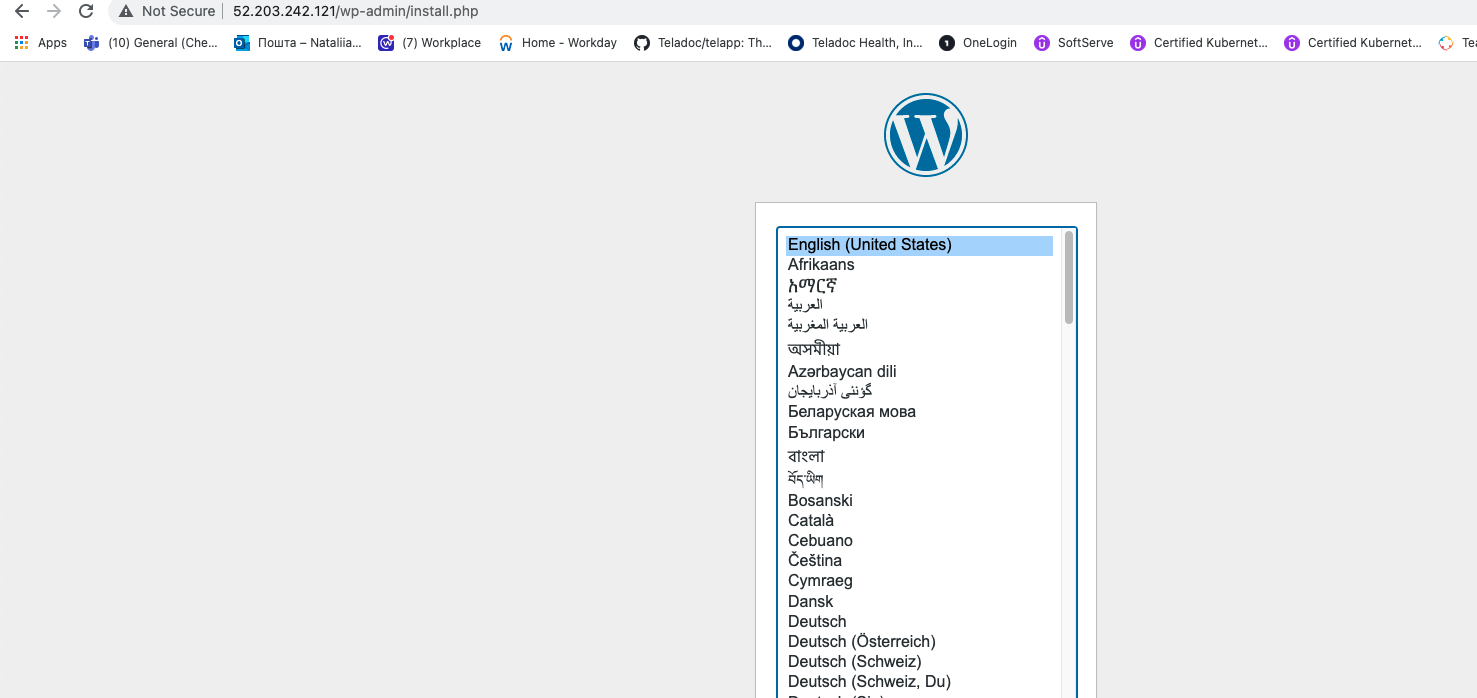 Not Secure | 52.203.242.121/wp-admin/install.php
Apps (10) General (Che... Пошта – Nataliia... (7) Workplace Home - Workday Teladoc/telapp: Th... Teladoc Health, In... OneLogin SoftServe Certified Kubernet... Certified Kubernet... Tea
English (United States)
Afrikaans
አማርኛ
العربية
العربية المغربية
অসমীয়া
Azərbaycan dili
گؤنئی آذربایجان
Беларуская мова
Български
বাংলা
བོད་ཡིག
Bosanski
Català
Cebuano
Čeština
Cymraeg
Dansk
Deutsch
Deutsch (Österreich)
Deutsch (Schweiz)
Deutsch (Schweiz, Du)